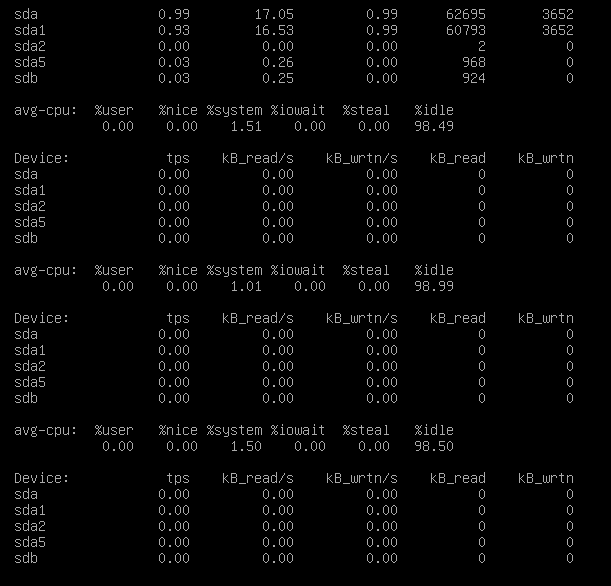 sda 0.99 17.05 0.99 62695 3652
sda1 0.93 16.53 0.99 60793 3652
sda2 0.00 0.00 0.00 2 0
sda5 0.03 0.26 0.00 968 0
sdb 0.03 0.25 0.00 924 0
avg-cpu: %user %nice %system %iowait %steal %idle
0.00 0.00 1.51 0.00 0.00 98.49
Device: tps kB_read/s kB_wrtn/s kB_read kB_wrtn
sda 0.00 0.00 0.00 0 0
sda1 0.00 0.00 0.00 0 0
sda2 0.00 0.00 0.00 0 0
sda5 0.00 0.00 0.00 0 0
sdb 0.00 0.00 0.00 0 0
avg-cpu: %user %nice %system %iowait %steal %idle
0.00 0.00 1.01 0.00 0.00 98.99
Device: tps kB_read/s kB_wrtn/s kB_read kB_wrtn
sda 0.00 0.00 0.00 0 0
sda1 0.00 0.00 0.00 0 0
sda2 0.00 0.00 0.00 0 0
sda5 0.00 0.00 0.00 0 0
sdb 0.00 0.00 0.00 0 0
avg-cpu: %user %nice %system %iowait %steal %idle
0.00 0.00 1.50 0.00 0.00 98.50
Device: tps kB_read/s kB_wrtn/s kB_read kB_wrtn
sda 0.00 0.00 0.00 0 0
sda1 0.00 0.00 0.00 0 0
sda2 0.00 0.00 0.00 0 0
sda5 0.00 0.00 0.00 0 0
sdb 0.00 0.00 0.00 0 0